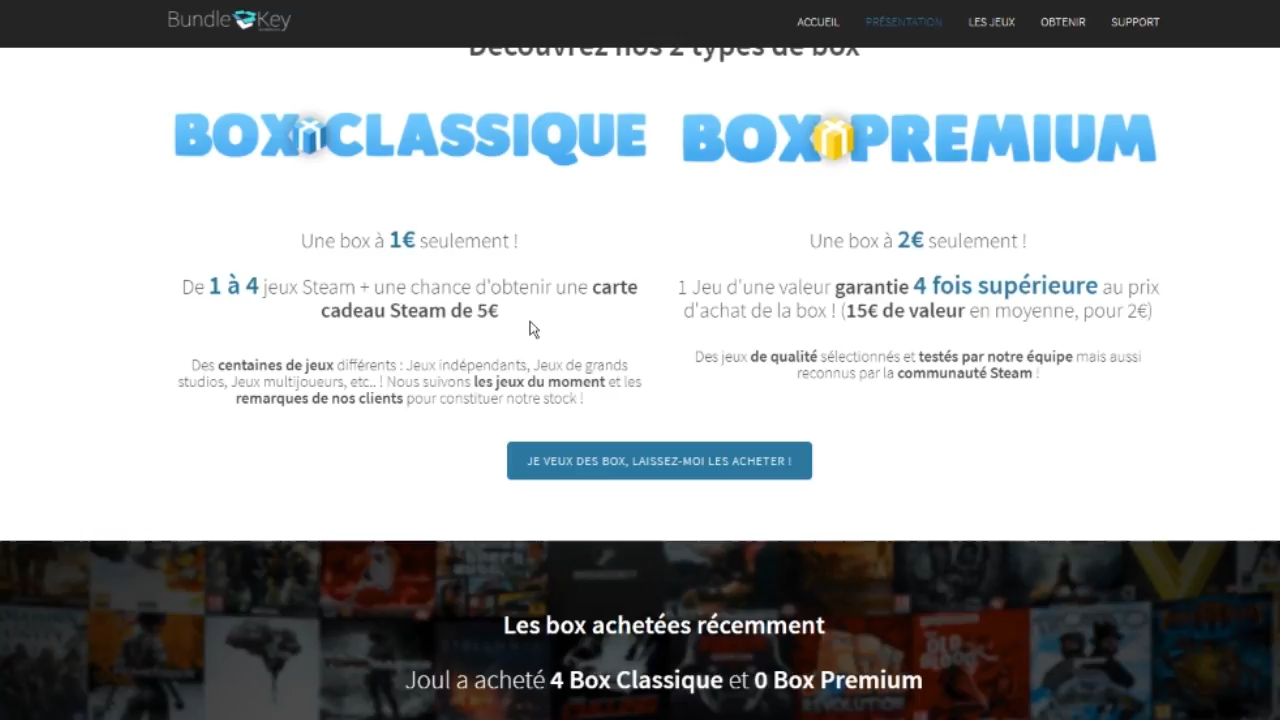 Bundle Key
ACCUEIL PRÉSENTATION LES JEUX OBTENIR SUPPORT
Découvrez nos 2 types de box
BOX CLASSIQUE
Une box à 1€ seulement !
De 1 à 4 jeux Steam + une chance d'obtenir une carte
cadeau Steam de 5€
Des centaines de jeux différents : Jeux indépendants, Jeux de grands
studios, Jeux multijoueurs, etc.. ! Nous suivons les jeux du moment et les
remarques de nos clients pour constituer notre stock !
BOX PREMIUM
Une box à 2€ seulement !
1 Jeu d'une valeur garantie 4 fois supérieure au prix
d'achat de la box ! (15€ de valeur en moyenne, pour 2€)
Des jeux de qualité sélectionnés et testés par notre équipe mais aussi
reconnus par la communauté Steam !
JE VEUX DES BOX, LAISSEZ-MOI LES ACHETER !
Les box achetées récemment
Joul a acheté 4 Box Classique et 0 Box Premium